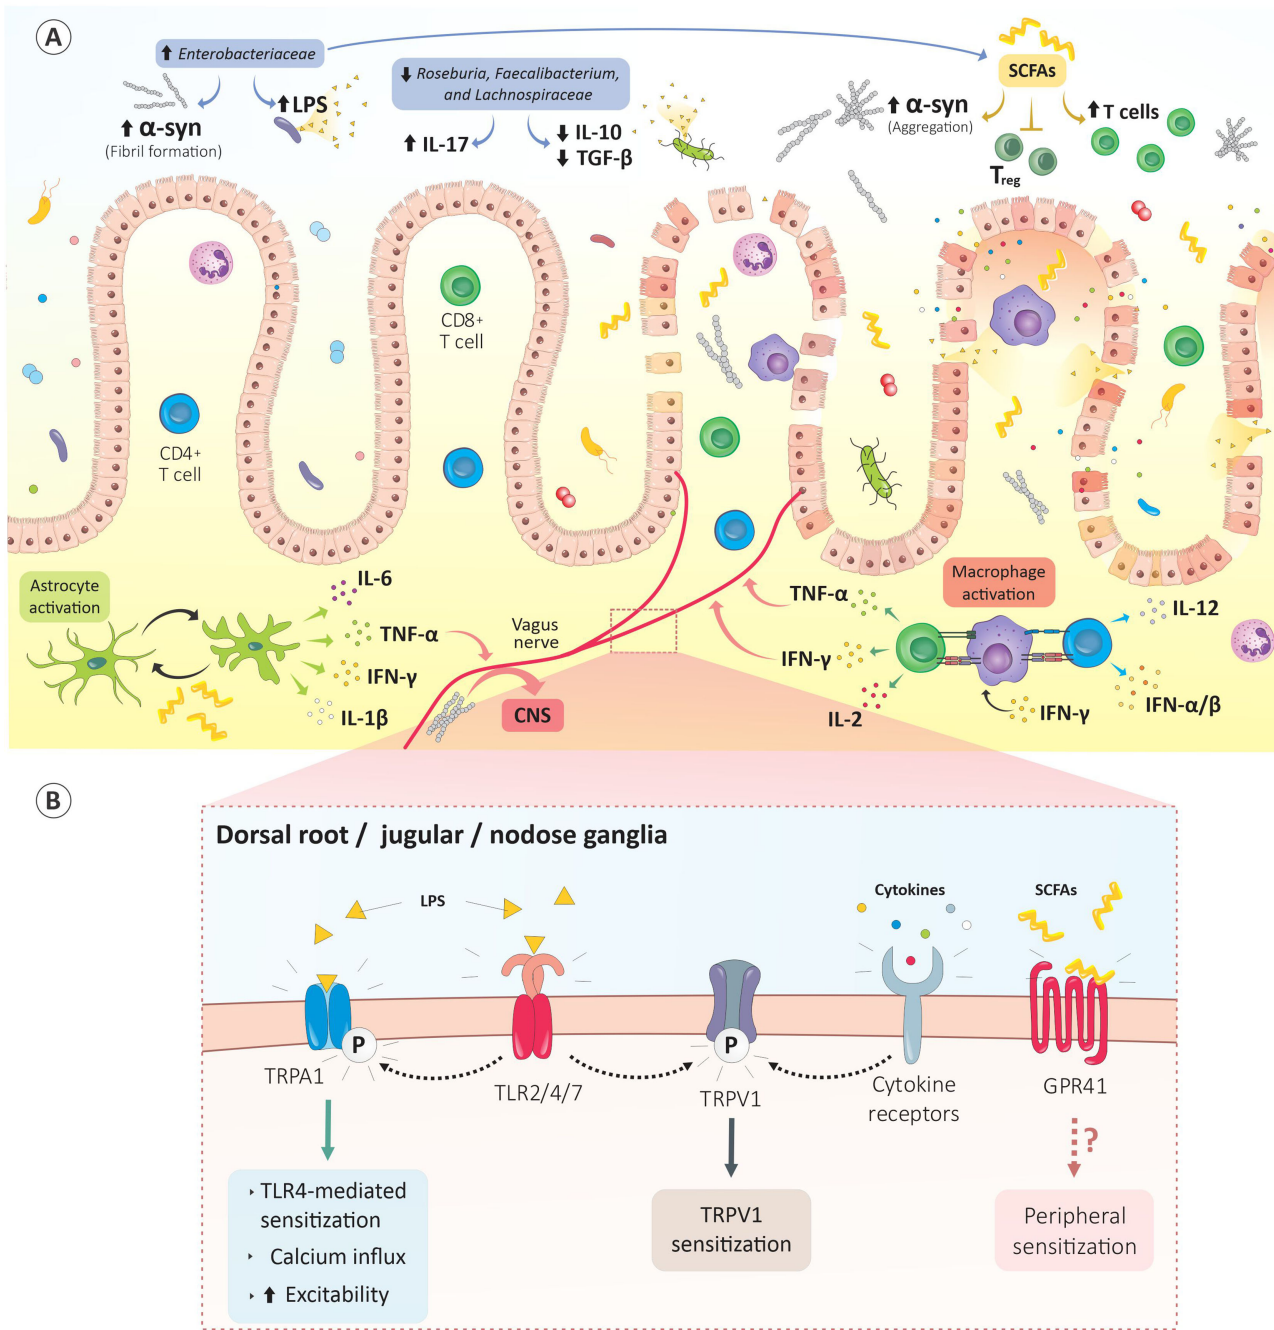 A
⬆ Enterobacteriaceae
⬆ α-syn
(Fibril formation)
⬆ LPS
⬇ Roseburia, Faecalibacterium,
and Lachnospiraceae
⬆ IL-17
⬇ IL-10
⬇ TGF-β
SCFAs
⬆ α-syn
(Aggregation)
Treg
⬆ T cells
CD8+
T cell
CD4+
T cell
Astrocyte
activation
IL-6
TNF-α
IFN-γ
IL-1β
Vagus
nerve
CNS
TNF-α
IFN-γ
IL-2
Macrophage
activation
IL-12
IFN-γ
IFN-α/β
B
Dorsal root / jugular / nodose ganglia
LPS
Cytokines
SCFAs
P
P
TRPA1
TLR2/4/7
TRPV1
Cytokine
receptors
GPR41
?
‣ TLR4-mediated
sensitization
‣ Calcium influx
‣ ⬆ Excitability
TRPV1
sensitization
Peripheral
sensitization